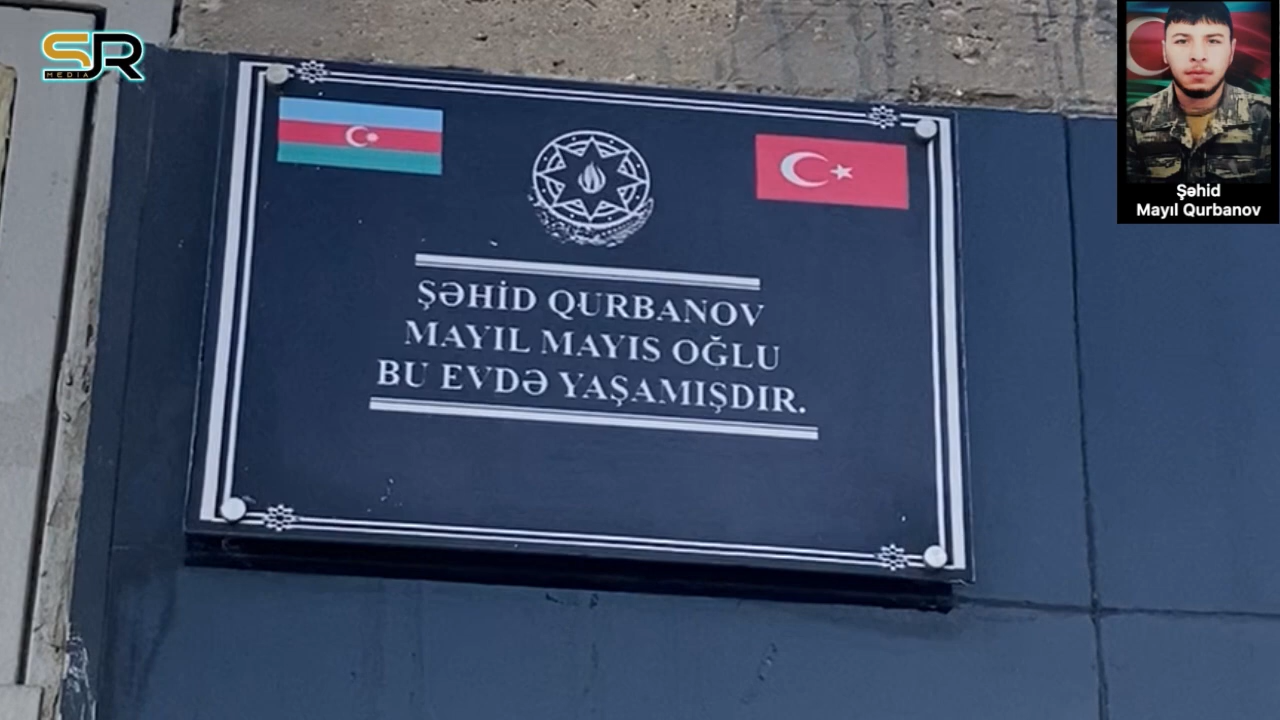 SR
MEDIA
Şəhid
Mayıl Qurbanov
ŞƏHİD QURBANOV
MAYIL MAYIS OĞLU
BU EVDƏ YAŞAMIŞDIR.